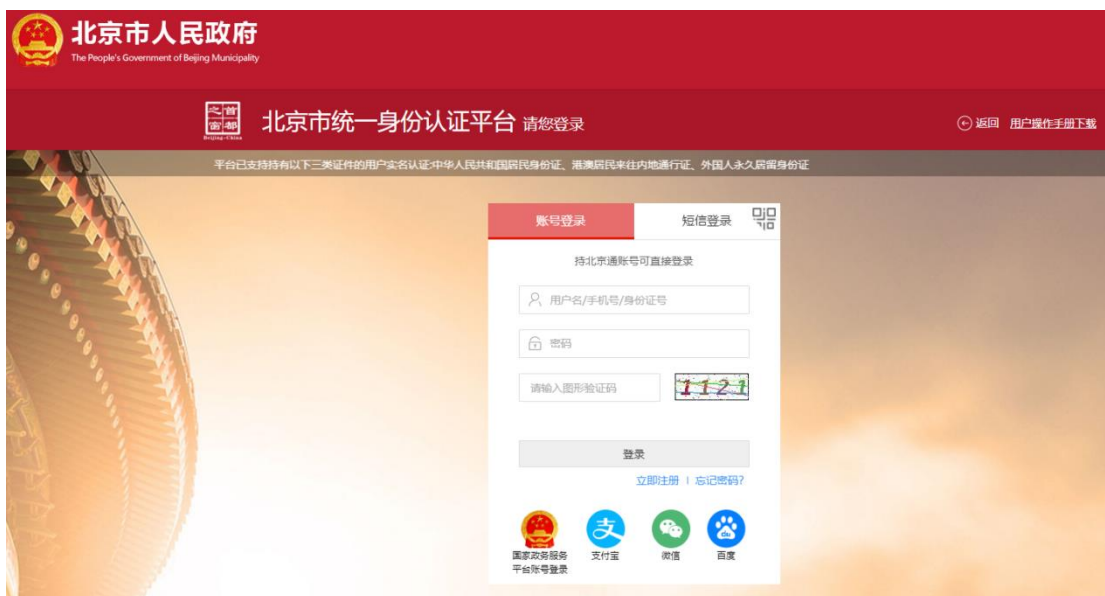 北京市人民政府
The People's Government of Beijing Municipality
首都之窗
Beijing-China
北京市统一身份认证平台 请您登录
返回 用户操作手册下载
平台已支持持有以下三类证件的用户实名认证:中华人民共和国居民身份证、港澳居民来往内地通行证、外国人永久居留身份证
账号登录 短信登录
持北京通账号可直接登录
用户名/手机号/身份证号
密码
请输入图形验证码 1121
登录
立即注册 | 忘记密码?
国家政务服务
平台账号登录
支付宝
微信
百度